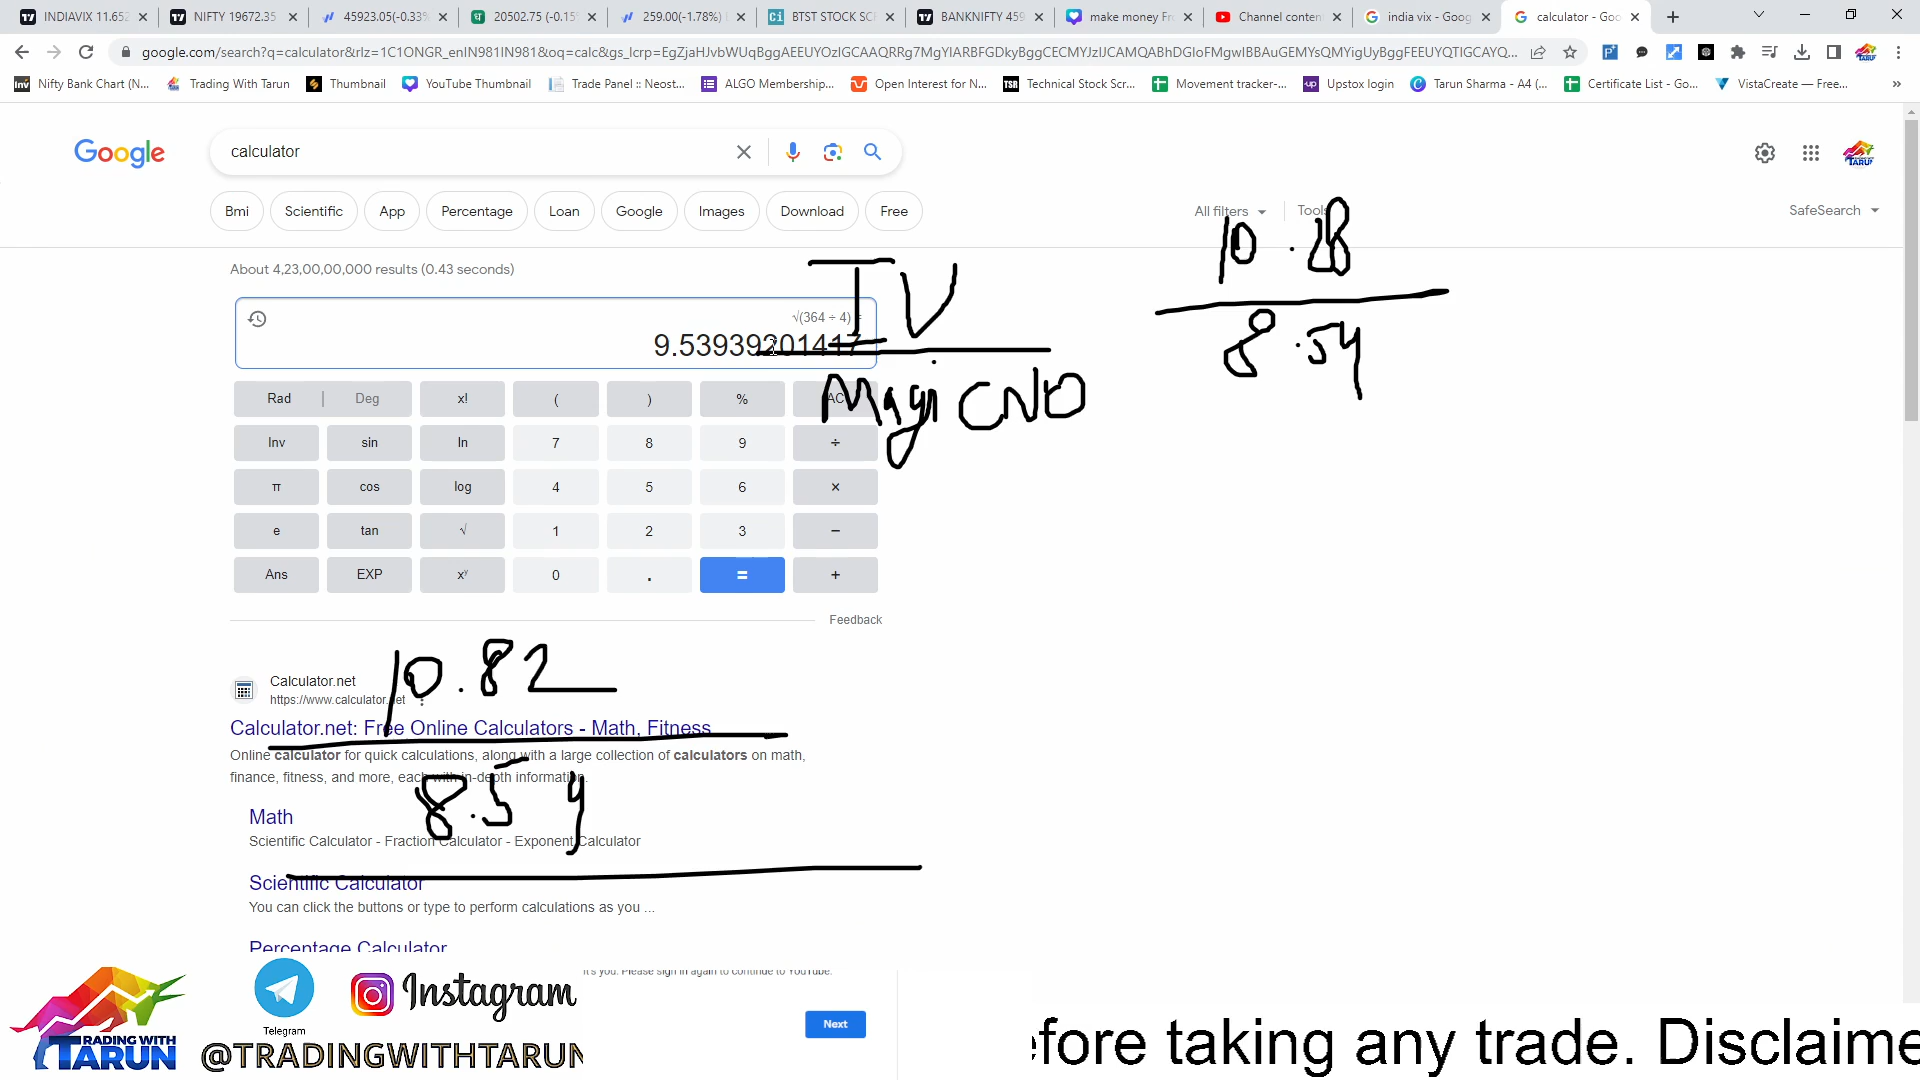 INDIAVIX 11.652
NIFTY 19672.35
45923.05(-0.33%
20502.75 (-0.15%
259.00(-1.78%)
BTST STOCK SC
BANKNIFTY 459
make money Fr
Channel conten
india vix - Goog
calculator - Goo
google.com/search?q=calculator&rlz=1C1ONGR_enIN981IN981&oq=calc&gs_lcrp=EgZjaHJvbWUqBggAEEUYOzIGCAAQRRg7MgYIARBFGDkyBggCECMYJzIJCAMQABhDGIoFMgwIBBAuGEMYsQMYigUyBggFEEUYQTIGCAYQ...
Nifty Bank Chart (N...
Trading With Tarun
Thumbnail
YouTube Thumbnail
Trade Panel :: Neost...
ALGO Membership...
Open Interest for N...
Technical Stock Scr...
Movement tracker-...
Upstox login
Tarun Sharma - A4 (...
Certificate List - Go...
VistaCreate — Free...
»
Google
calculator
Bmi
Scientific
App
Percentage
Loan
Google
Images
Download
Free
All filters
Tools
SafeSearch
About 4,23,00,00,000 results (0.43 seconds)
√(364 ÷ 4) =
9.53939201417
Rad | Deg x! ( ) % AC
Inv sin ln 7 8 9 ÷
π cos log 4 5 6 ×
e tan √ 1 2 3 −
Ans EXP xʸ 0 . = +
Feedback
IV
Magi CNO
10.28
8.54
Calculator.net
https://www.calculator.net
Calculator.net: Free Online Calculators - Math, Fitness
Online calculator for quick calculations, along with a large collection of calculators on math,
finance, fitness, and more, each with in-depth information.
10.82
8.54
Math
Scientific Calculator - Fraction Calculator - Exponent Calculator
Scientific Calculator
You can click the buttons or type to perform calculations as you ...
Percentage Calculator
it's you. Please sign in again to continue to YouTube.
Next
Telegram
Instagram
TRADING WITH
TARUN
@TRADINGWITHTARUN
efore taking any trade. Disclaime